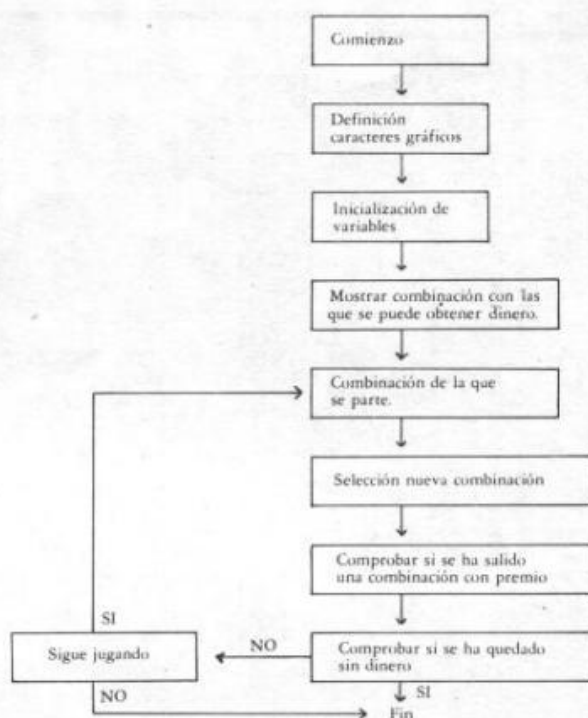 Comienzo
Definición
caracteres gráficos
Inicialización de
variables
Mostrar combinación con las
que se puede obtener dinero.
Combinación de la que
se parte.
Selección nueva combinación
Comprobar si se ha salido
una combinación con premio
SI
Sigue jugando
NO
Comprobar si se ha quedado
sin dinero
NO
SI
Fin